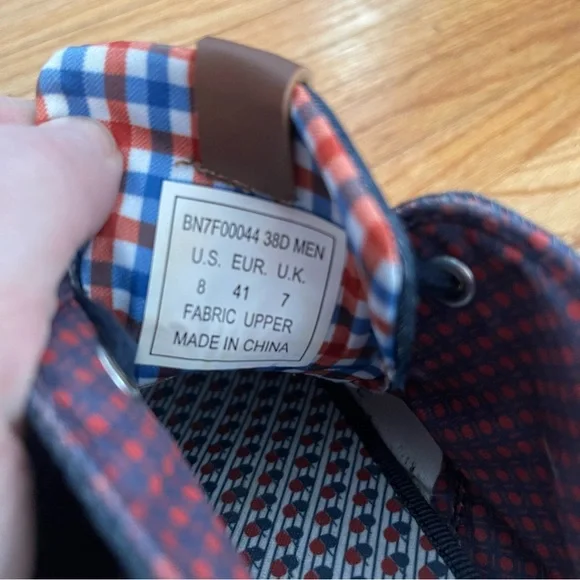 BN7F00044 38D MEN
U.S. EUR. U.K.
8 41 7
FABRIC UPPER
MADE IN CHINA